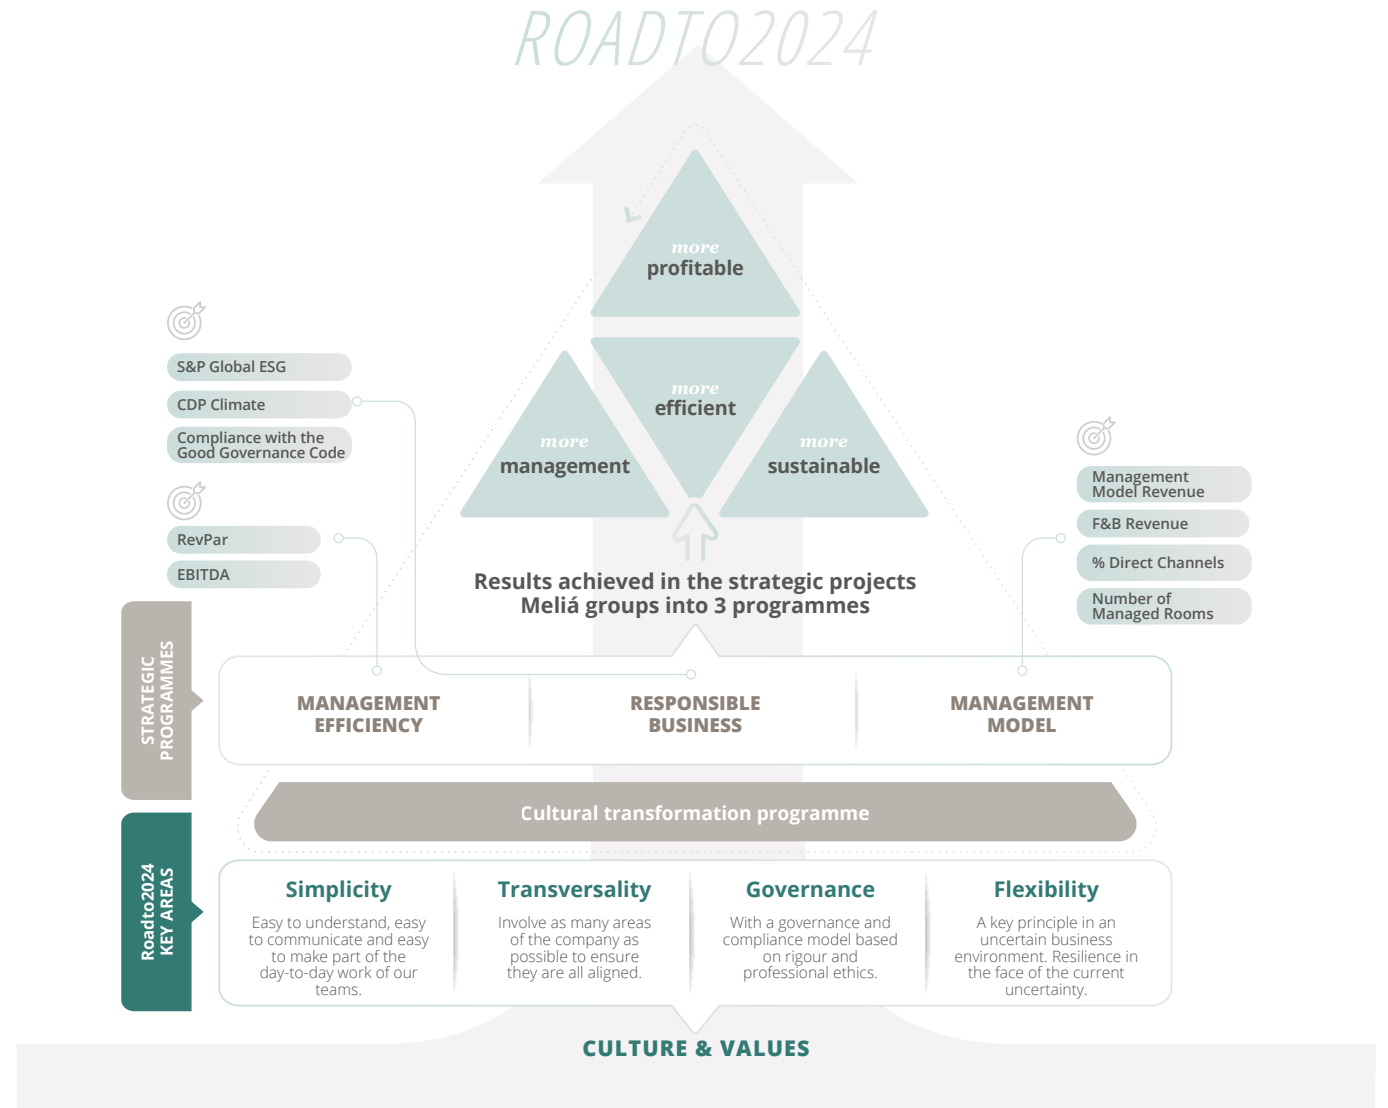 ROADTO2024
more
profitable
more
efficient
more
management
more
sustainable
S&P Global ESG
CDP Climate
Compliance with the
Good Governance Code
RevPar
EBITDA
Management
Model Revenue
F&B Revenue
% Direct Channels
Number of
Managed Rooms
Results achieved in the strategic projects
Meliá groups into 3 programmes
STRATEGIC
PROGRAMMES
MANAGEMENT
EFFICIENCY
RESPONSIBLE
BUSINESS
MANAGEMENT
MODEL
Cultural transformation programme
Roadto2024
KEY AREAS
Simplicity
Easy to understand, easy
to communicate and easy
to make part of the
day-to-day work of our
teams.
Transversality
Involve as many areas
of the company as
possible to ensure
they are all aligned.
Governance
With a governance and
compliance model based
on rigour and
professional ethics.
Flexibility
A key principle in an
uncertain business
environment. Resilience in
the face of the current
uncertainty.
CULTURE & VALUES